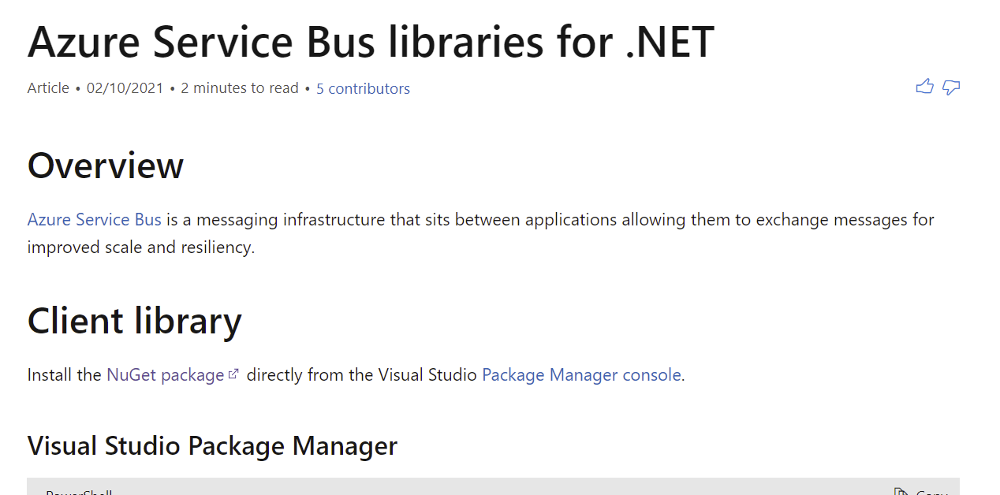 Azure Service Bus libraries for .NET
Article • 02/10/2021 • 2 minutes to read • 5 contributors
Overview
Azure Service Bus is a messaging infrastructure that sits between applications allowing them to exchange messages for
improved scale and resiliency.
Client library
Install the NuGet package directly from the Visual Studio Package Manager console.
Visual Studio Package Manager
PowerShell Copy